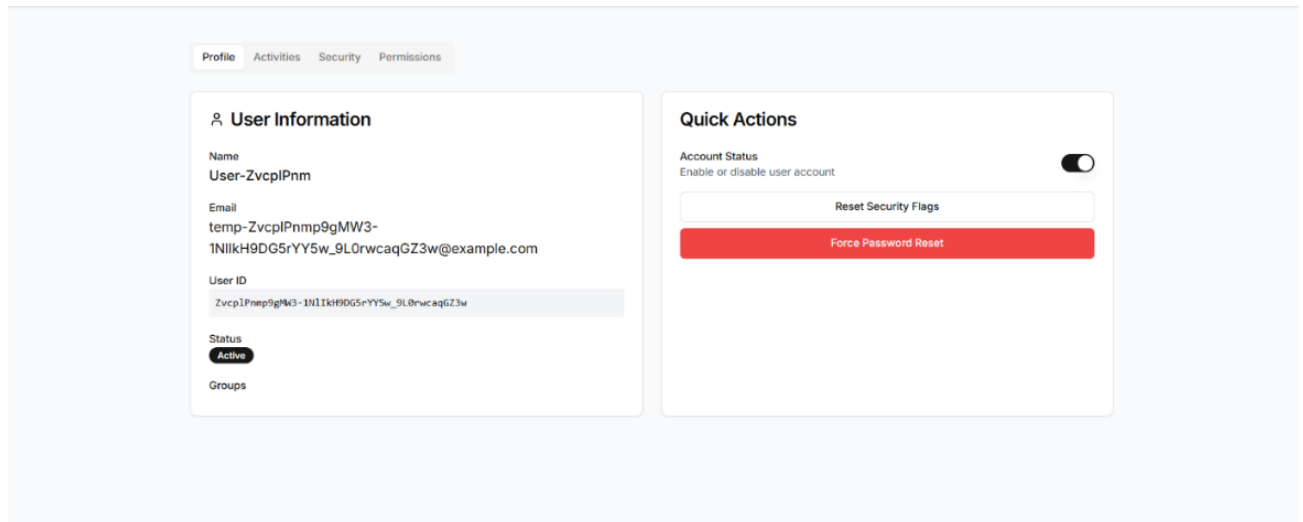 Profile Activities Security Permissions
User Information
Name
User-ZvcplPnm
Email
temp-ZvcplPnmp9gMW3-
1NlIkH9DG5rYY5w_9L0rwcaqGZ3w@example.com
User ID
ZvcplPnmp9gMW3-1NlIkH9DG5rYY5w_9L0rwcaqGZ3w
Status
Active
Groups
Quick Actions
Account Status
Enable or disable user account
Reset Security Flags
Force Password Reset